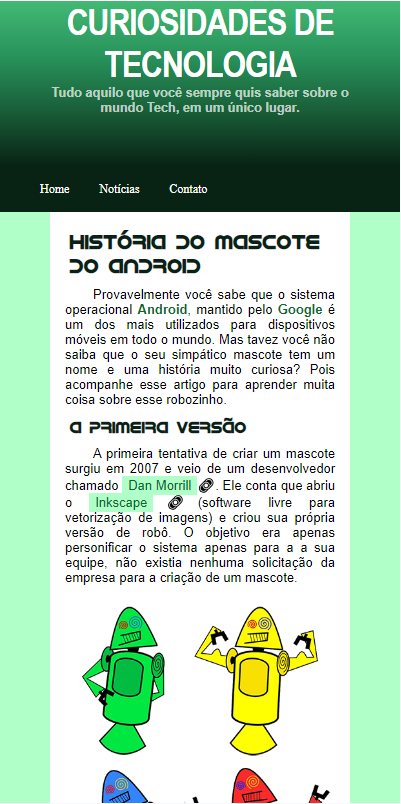 CURIOSIDADES DE
TECNOLOGIA
Tudo aquilo que você sempre quis saber sobre o
mundo Tech, em um único lugar.
Home Notícias Contato
História do Mascote
do Android
Provavelmente você sabe que o sistema
operacional Android, mantido pelo Google é
um dos mais utilizados para dispositivos
móveis em todo o mundo. Mas tavez você não
saiba que o seu simpático mascote tem um
nome e uma história muito curiosa? Pois
acompanhe esse artigo para aprender muita
coisa sobre esse robozinho.
A primeira versão
A primeira tentativa de criar um mascote
surgiu em 2007 e veio de um desenvolvedor
chamado Dan Morrill . Ele conta que abriu
o Inkscape (software livre para
vetorização de imagens) e criou sua própria
versão de robô. O objetivo era apenas
personificar o sistema apenas para a a sua
equipe, não existia nenhuma solicitação da
empresa para a criação de um mascote.